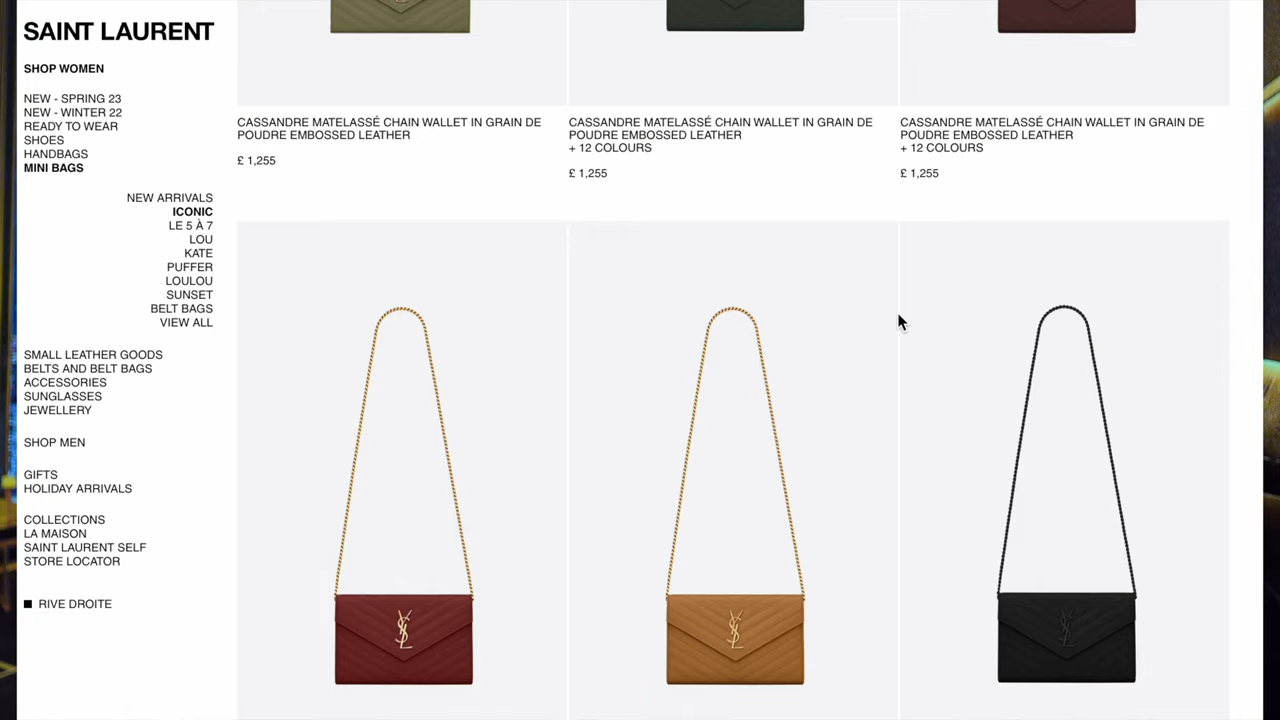 SAINT LAURENT
SHOP WOMEN
NEW - SPRING 23
NEW - WINTER 22
READY TO WEAR
SHOES
HANDBAGS
MINI BAGS
NEW ARRIVALS
ICONIC
LE 5 À 7
LOU
KATE
PUFFER
LOULOU
SUNSET
BELT BAGS
VIEW ALL
SMALL LEATHER GOODS
BELTS AND BELT BAGS
ACCESSORIES
SUNGLASSES
JEWELLERY
SHOP MEN
GIFTS
HOLIDAY ARRIVALS
COLLECTIONS
LA MAISON
SAINT LAURENT SELF
STORE LOCATOR
RIVE DROITE
CASSANDRE MATELASSÉ CHAIN WALLET IN GRAIN DE
POUDRE EMBOSSED LEATHER
£ 1,255
CASSANDRE MATELASSÉ CHAIN WALLET IN GRAIN DE
POUDRE EMBOSSED LEATHER
+ 12 COLOURS
£ 1,255
CASSANDRE MATELASSÉ CHAIN WALLET IN GRAIN DE
POUDRE EMBOSSED LEATHER
+ 12 COLOURS
£ 1,255
YSL
YSL
YSL